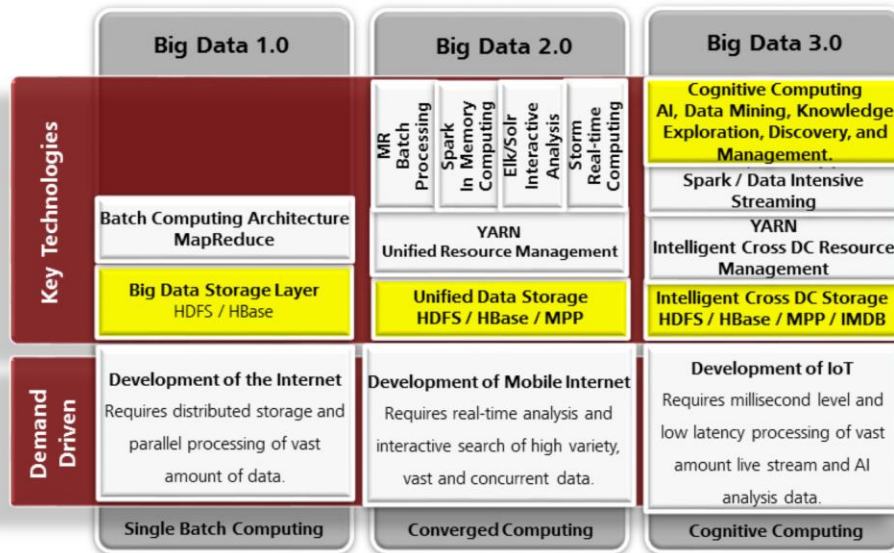 Big Data 1.0
Big Data 2.0
Big Data 3.0
Key Technologies
Batch Computing Architecture
MapReduce
Big Data Storage Layer
HDFS / HBase
MR
Batch
Processing
Spark
In Memory
Computing
Elk/Solr
Interactive
Analysis
Storm
Real-time
Computing
YARN
Unified Resource Management
Unified Data Storage
HDFS / HBase / MPP
Cognitive Computing
AI, Data Mining, Knowledge
Exploration, Discovery, and
Management.
Spark / Data Intensive
Streaming
YARN
Intelligent Cross DC Resource
Management
Intelligent Cross DC Storage
HDFS / HBase / MPP / IMDB
Demand
Driven
Development of the Internet
Requires distributed storage and
parallel processing of vast
amount of data.
Development of Mobile Internet
Requires real-time analysis and
interactive search of high variety,
vast and concurrent data.
Development of IoT
Requires millisecond level and
low latency processing of vast
amount live stream and AI
analysis data.
Single Batch Computing
Converged Computing
Cognitive Computing